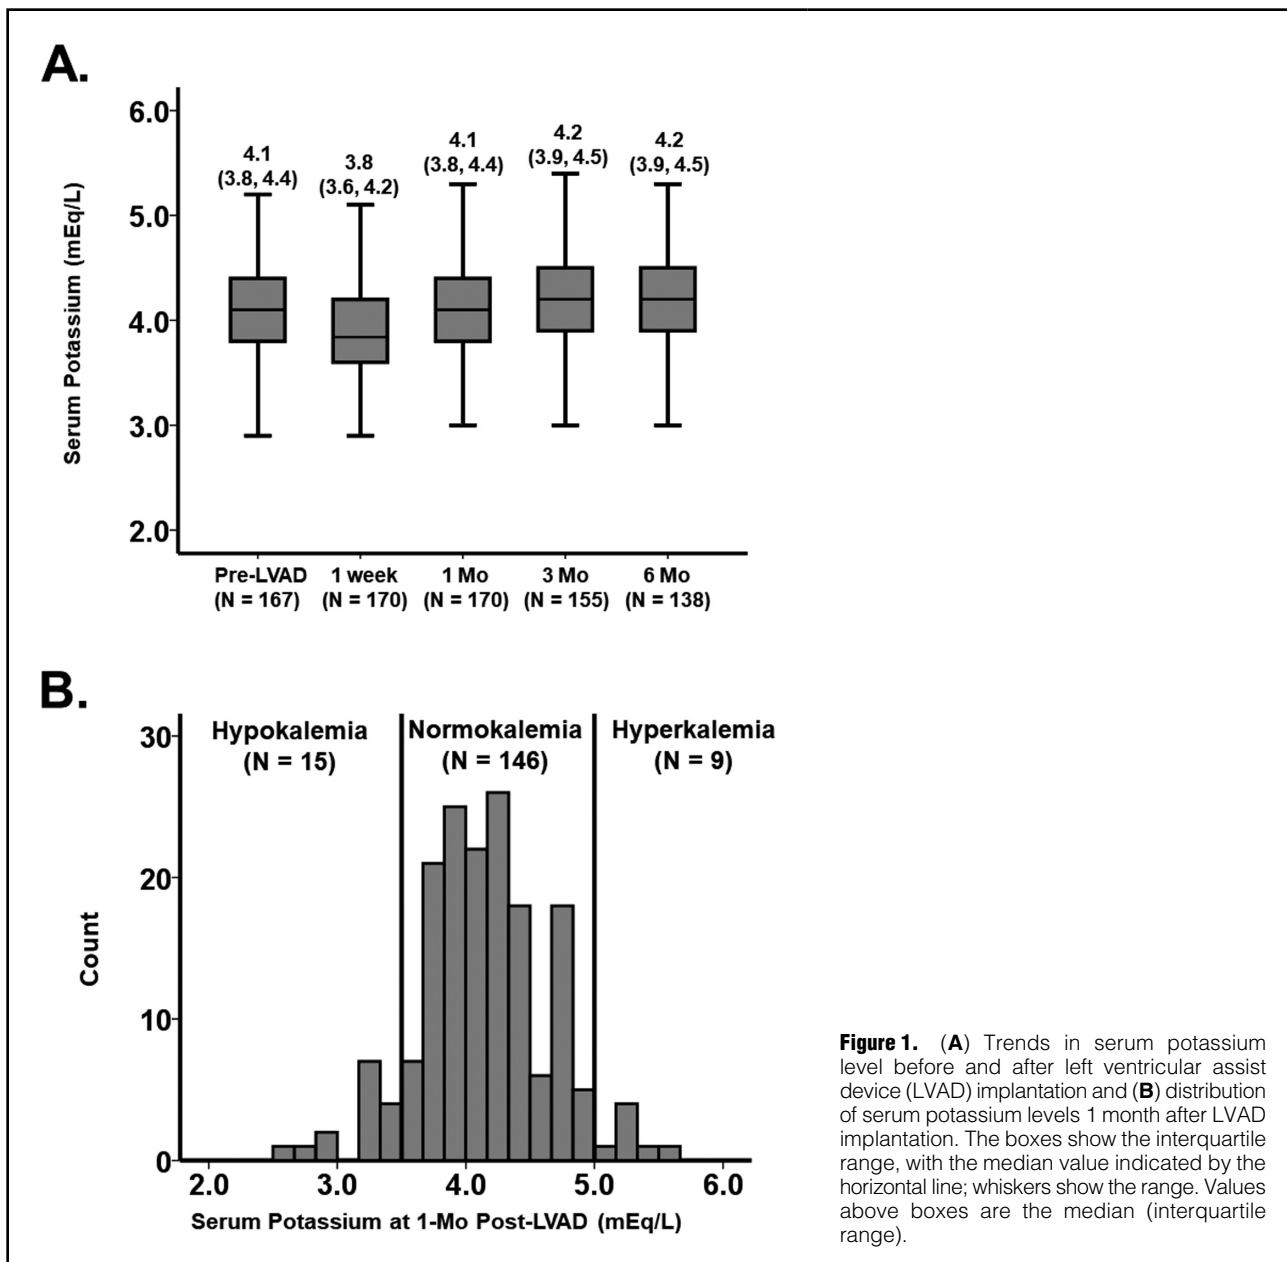 A.
6.0
5.0
4.0
3.0
2.0
Serum Potassium (mEq/L)
4.1
(3.8, 4.4)
3.8
(3.6, 4.2)
4.1
(3.8, 4.4)
4.2
(3.9, 4.5)
4.2
(3.9, 4.5)
Pre-LVAD
(N = 167)
1 week
(N = 170)
1 Mo
(N = 170)
3 Mo
(N = 155)
6 Mo
(N = 138)
B.
30
20
10
0
Count
Hypokalemia
(N = 15)
Normokalemia
(N = 146)
Hyperkalemia
(N = 9)
2.0
3.0
4.0
5.0
6.0
Serum Potassium at 1-Mo Post-LVAD (mEq/L)
Figure 1. (A) Trends in serum potassium
level before and after left ventricular assist
device (LVAD) implantation and (B) distribution
of serum potassium levels 1 month after LVAD
implantation. The boxes show the interquartile
range, with the median value indicated by the
horizontal line; whiskers show the range. Values
above boxes are the median (interquartile
range).